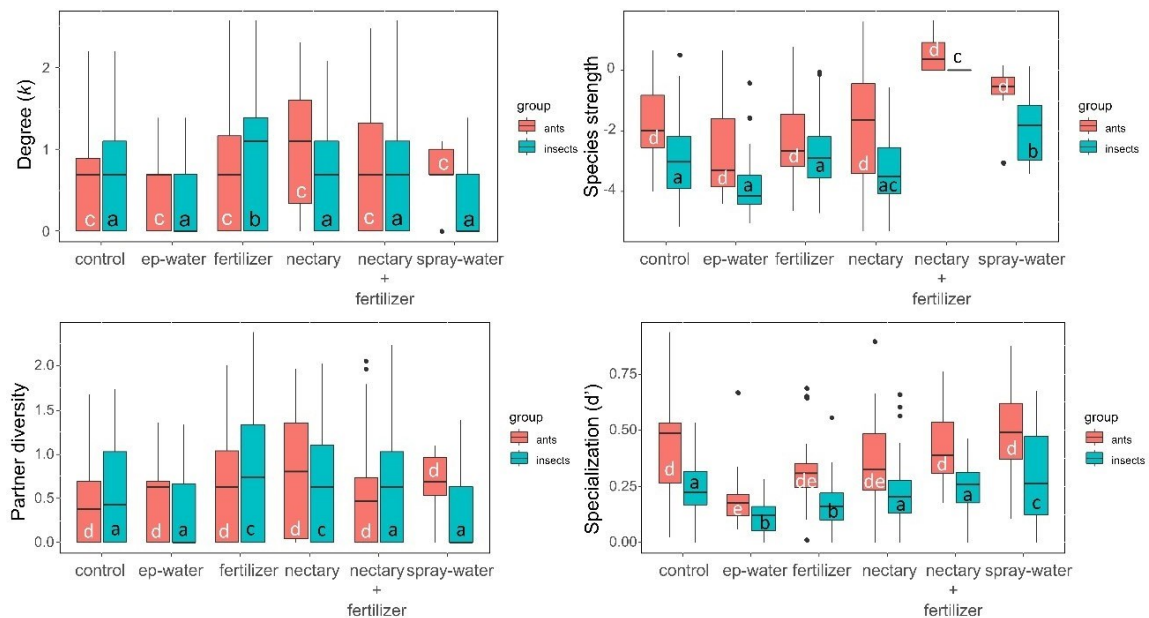 Degree (k)
2
1
0
c a c a c b c a c a c a
control ep-water fertilizer nectary nectary spray-water
+
fertilizer
group
ants
insects
Species strength
0
-2
-4
d a d a d a d ac d c d b
control ep-water fertilizer nectary nectary spray-water
+
fertilizer
group
ants
insects
Partner diversity
2.0
1.5
1.0
0.5
0.0
d a d a d c d c d a d a
control ep-water fertilizer nectary nectary spray-water
+
fertilizer
group
ants
insects
Specialization (d’)
0.75
0.50
0.25
0.00
d a e b de b de a d a d c
control ep-water fertilizer nectary nectary spray-water
+
fertilizer
group
ants
insects